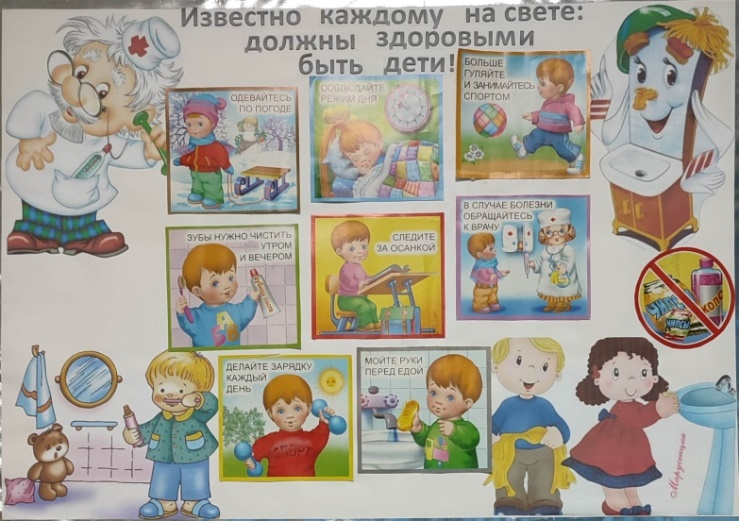 Известно каждому на свете:
должны здоровыми
быть дети!
ОДЕВАЙТЕСЬ
ПО ПОГОДЕ
СОБЛЮДАЙТЕ
РЕЖИМ ДНЯ
БОЛЬШЕ
ГУЛЯЙТЕ
И ЗАНИМАЙТЕСЬ
СПОРТОМ
ЗУБЫ НУЖНО ЧИСТИТЬ
УТРОМ
И ВЕЧЕРОМ
СЛЕДИТЕ
ЗА ОСАНКОЙ
В СЛУЧАЕ БОЛЕЗНИ
ОБРАЩАЙТЕСЬ
К ВРАЧУ
ЧИПСЫ
КОЛА
ДЕЛАЙТЕ ЗАРЯДКУ
КАЖДЫЙ
ДЕНЬ
СПОРТ
МОЙТЕ РУКИ
ПЕРЕД ЕДОЙ